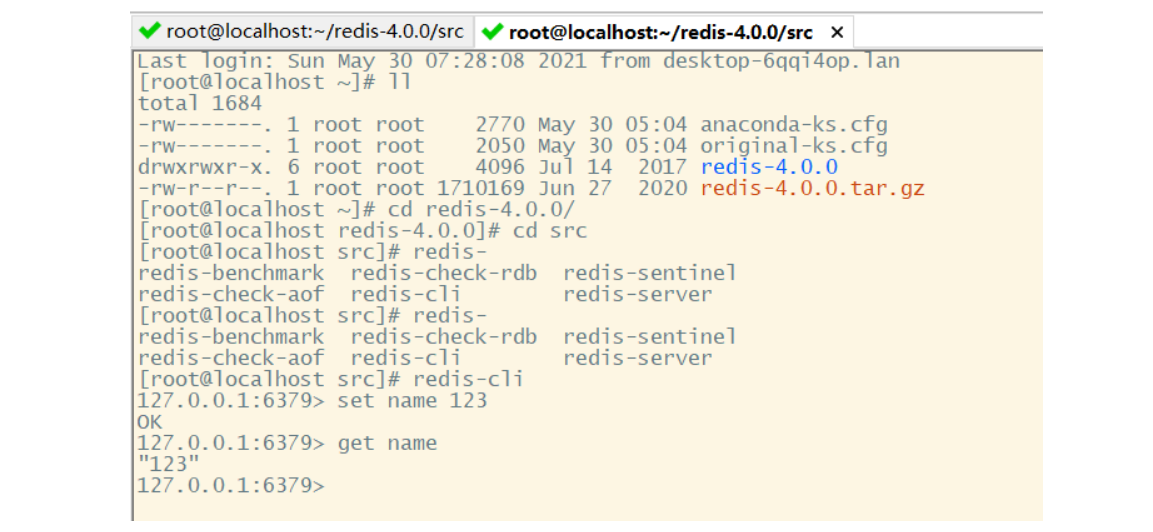 root@localhost:~/redis-4.0.0/src root@localhost:~/redis-4.0.0/src ×
Last login: Sun May 30 07:28:08 2021 from desktop-6qqi4op.lan
[root@localhost ~]# ll
total 1684
-rw-------. 1 root root    2770 May 30 05:04 anaconda-ks.cfg
-rw-------. 1 root root    2050 May 30 05:04 original-ks.cfg
drwxrwxr-x. 6 root root    4096 Jul 14  2017 redis-4.0.0
-rw-r--r--. 1 root root 1710169 Jun 27  2020 redis-4.0.0.tar.gz
[root@localhost ~]# cd redis-4.0.0/
[root@localhost redis-4.0.0]# cd src
[root@localhost src]# redis-
redis-benchmark  redis-check-rdb  redis-sentinel
redis-check-aof  redis-cli        redis-server
[root@localhost src]# redis-
redis-benchmark  redis-check-rdb  redis-sentinel
redis-check-aof  redis-cli        redis-server
[root@localhost src]# redis-cli
127.0.0.1:6379> set name 123
OK
127.0.0.1:6379> get name
"123"
127.0.0.1:6379>